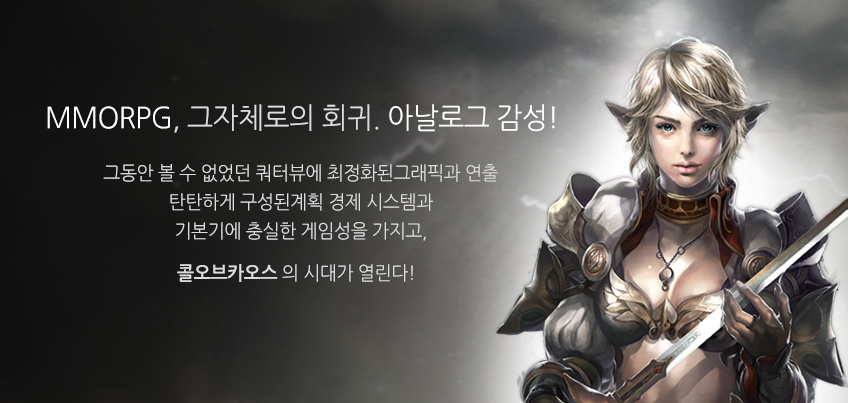 MMORPG, 그자체로의 회귀. 아날로그 감성!
그동안 볼 수 없었던 쿼터뷰에 최정화된그래픽과 연출
탄탄하게 구성된계획 경제 시스템과
기본기에 충실한 게임성을 가지고,
콜오브카오스 의 시대가 열린다!